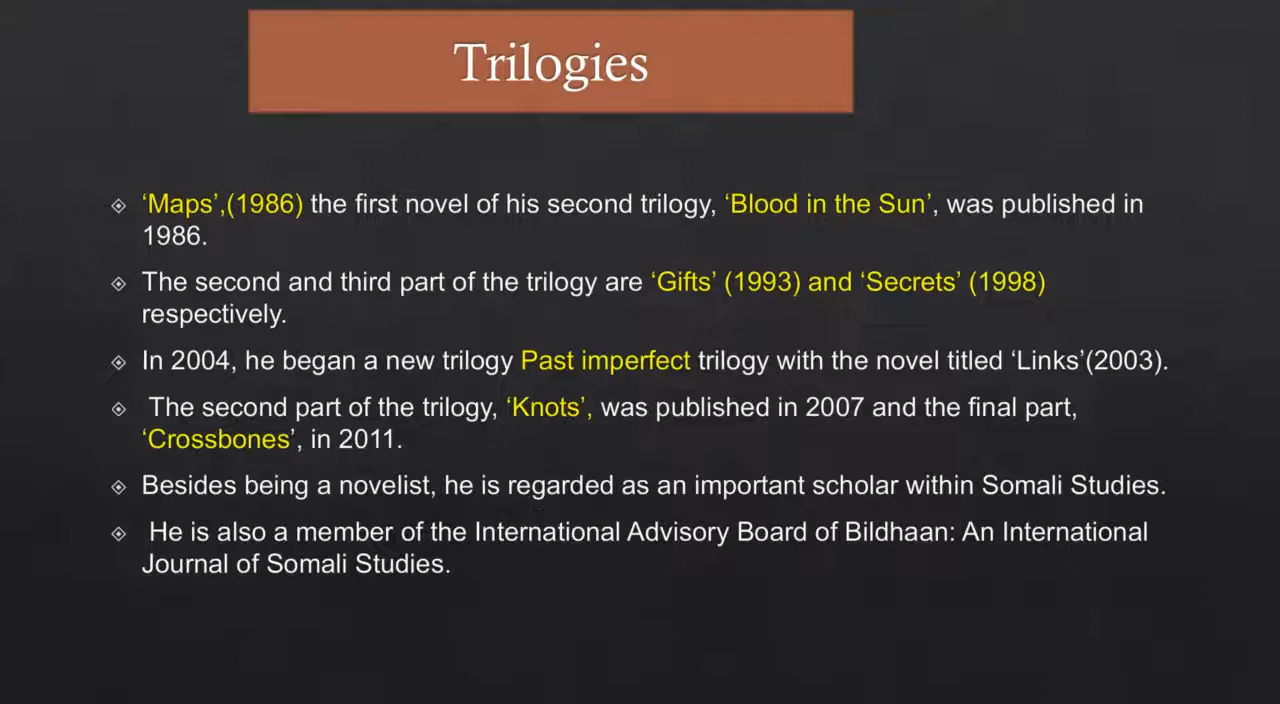 Trilogies
‘Maps’,(1986) the first novel of his second trilogy, ‘Blood in the Sun’, was published in
1986.
The second and third part of the trilogy are ‘Gifts’ (1993) and ‘Secrets’ (1998)
respectively.
In 2004, he began a new trilogy Past imperfect trilogy with the novel titled ‘Links’(2003).
The second part of the trilogy, ‘Knots’, was published in 2007 and the final part,
‘Crossbones’, in 2011.
Besides being a novelist, he is regarded as an important scholar within Somali Studies.
He is also a member of the International Advisory Board of Bildhaan: An International
Journal of Somali Studies.